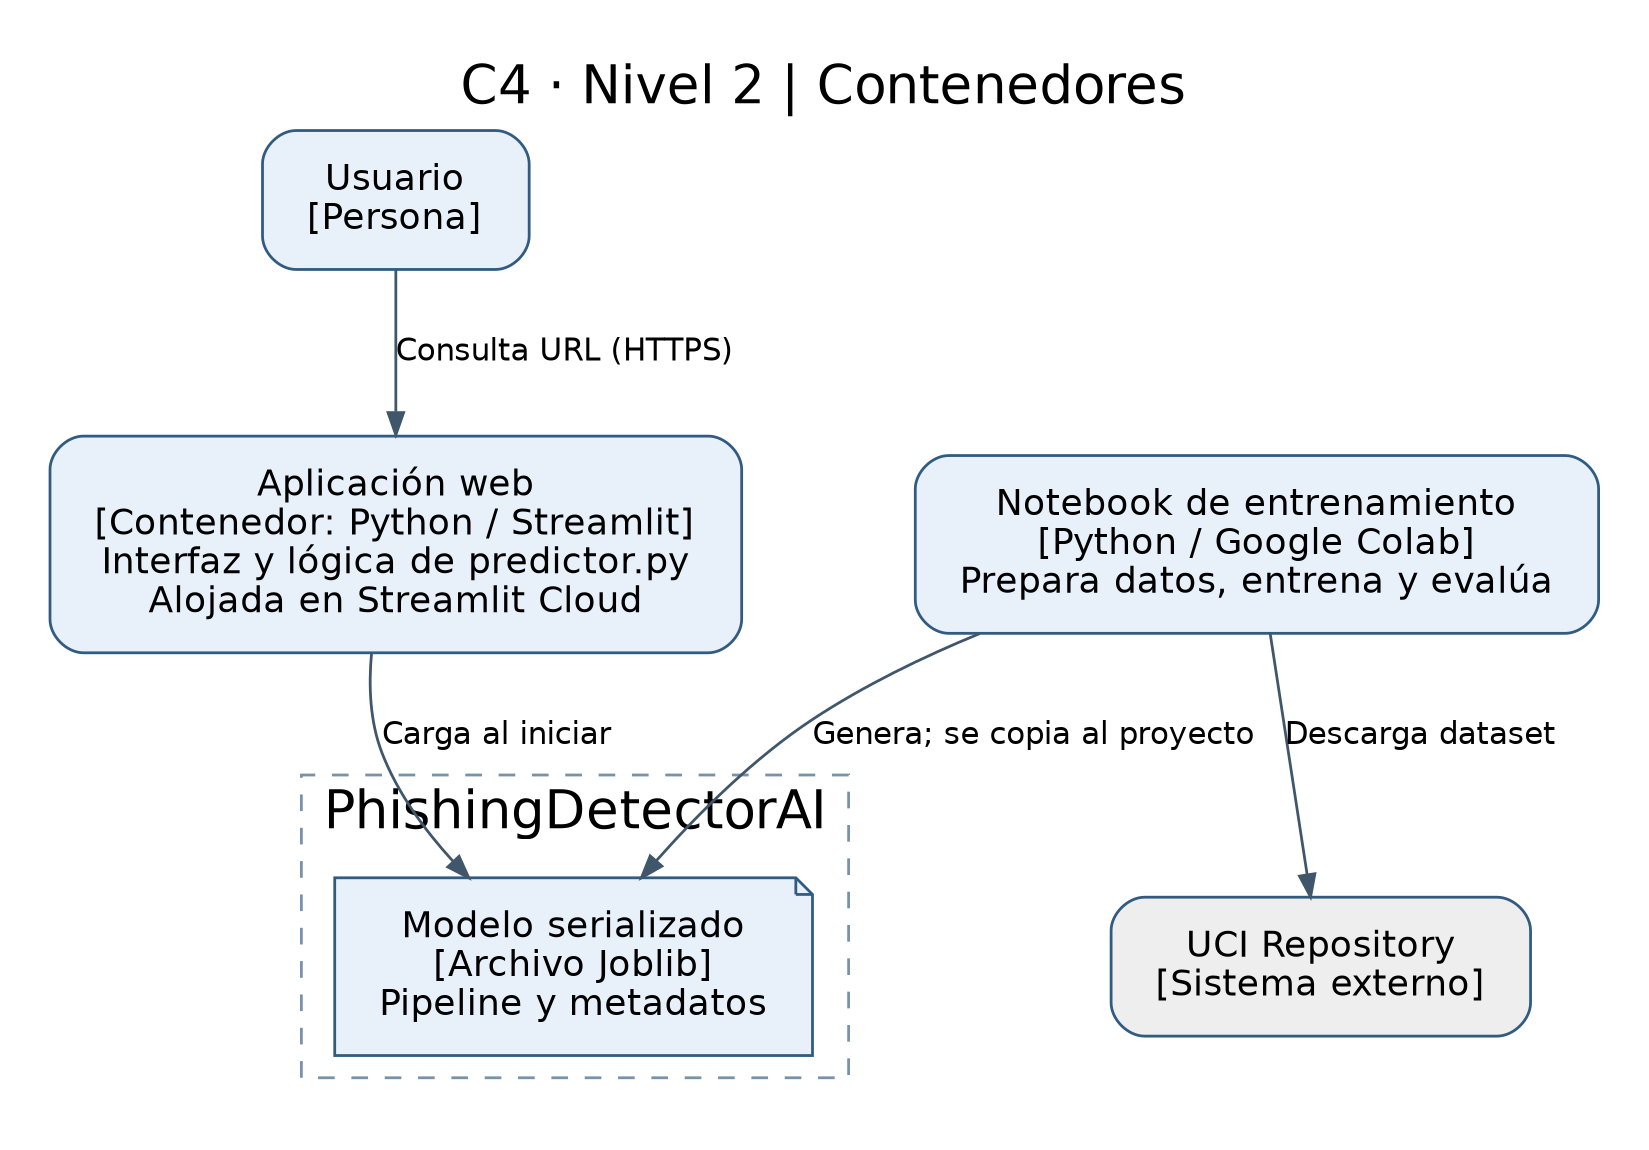 C4 · Nivel 2 | Contenedores
Usuario
[Persona]
Consulta URL (HTTPS)
Aplicación web
[Contenedor: Python / Streamlit]
Interfaz y lógica de predictor.py
Alojada en Streamlit Cloud
Notebook de entrenamiento
[Python / Google Colab]
Prepara datos, entrena y evalúa
Carga al iniciar
Genera; se copia al proyecto
Descarga dataset
PhishingDetectorAI
Modelo serializado
[Archivo Joblib]
Pipeline y metadatos
UCI Repository
[Sistema externo]